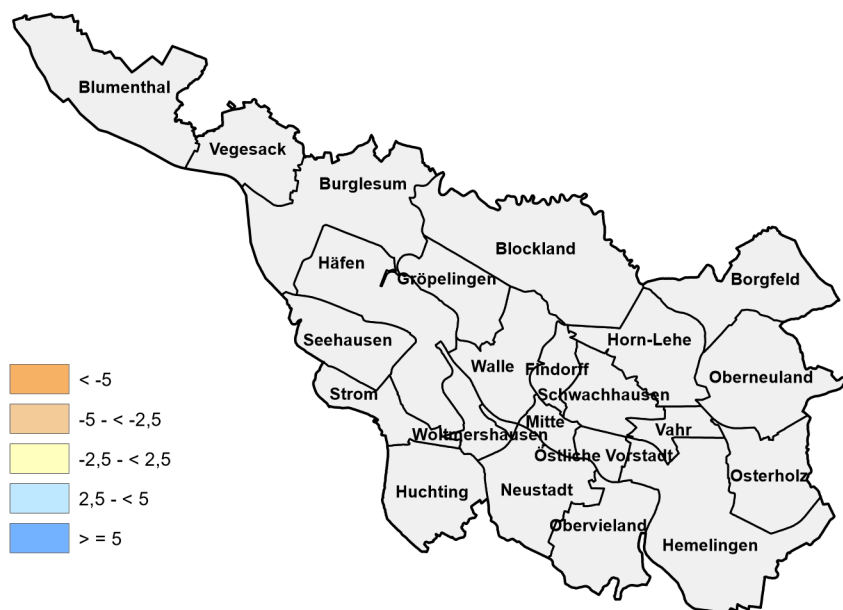 Blumenthal
Vegesack
Burglesum
Blockland
Häfen
Gröpelingen
Borgfeld
Seehausen
Horn-Lehe
Walle
Findorff
Oberneuland
Strom
Schwachhausen
Mitte
Vahr
Woltmershausen
Östliche Vorstadt
Osterholz
Huchting
Neustadt
Obervieland
Hemelingen
< -5
-5 - < -2,5
-2,5 - < 2,5
2,5 - < 5
> = 5